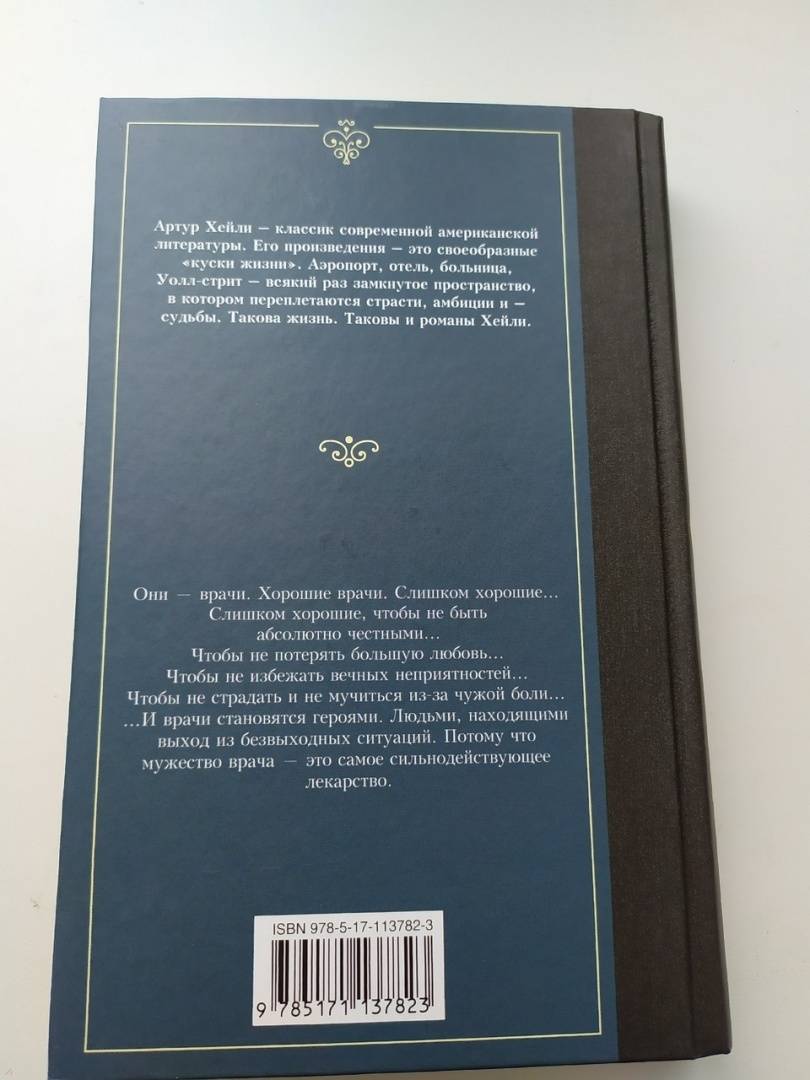 Артур Хейли — классик современной американской
литературы. Его произведения — это своеобразные
«куски жизни». Аэропорт, отель, больница,
Уолл-стрит — всякий раз замкнутое пространство,
в котором переплетаются страсти, амбиции и —
судьбы. Такова жизнь. Таковы и романы Хейли.
Они — врачи. Хорошие врачи. Слишком хорошие...
Слишком хорошие, чтобы не быть
абсолютно честными...
Чтобы не потерять большую любовь...
Чтобы не избежать вечных неприятностей...
Чтобы не страдать и не мучиться из-за чужой боли...
...И врачи становятся героями. Людьми, находящими
выход из безвыходных ситуаций. Потому что
мужество врача — это самое сильнодействующее
лекарство.
ISBN 978-5-17-113782-3
9 785171 137823